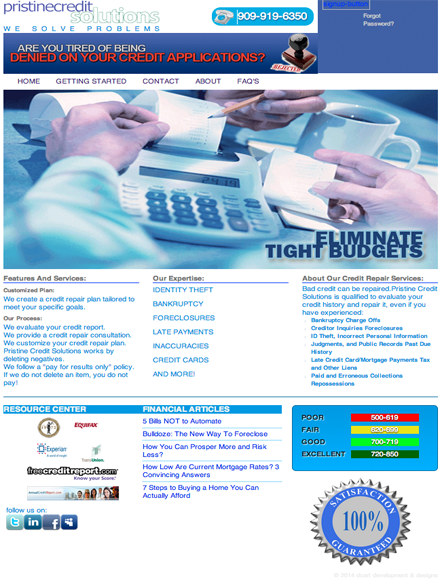 pristinecredit
solutions
WE SOLVE PROBLEMS
909-919-6350
signup-button
Forgot
Password?
ARE YOU TIRED OF BEING
DENIED ON YOUR CREDIT APPLICATIONS?
REJECTED
HOME GETTING STARTED CONTACT ABOUT FAQ'S
ELIMINATE
TIGHT BUDGETS
Features And Services:
Customized Plan:
We create a credit repair plan tailored to
meet your specific goals.
Our Process:
We evaluate your credit report.
We provide a credit repair consultation.
We customize your credit repair plan.
Pristine Credit Solutions works by
deleting negatives.
We follow a "pay for results only" policy.
If we do not delete an item, you do not
pay!
Our Expertise:
IDENTITY THEFT
BANKRUPTCY
FORECLOSURES
LATE PAYMENTS
INACCURACIES
CREDIT CARDS
AND MORE!
About Our Credit Repair Services:
Bad credit can be repaired.Pristine Credit
Solutions is qualified to evaluate your
credit history and repair it, even if you
have experienced:
Bankruptcy Charge Offs
Creditor Inquiries Foreclosures
ID Theft, Incorrect Personal Information
Judgments, and Public Records Past Due
History
Late Credit Card/Mortgage Payments Tax
and Other Liens
Paid and Erroneous Collections
Repossessions
RESOURCE CENTER
EQUIFAX
Experian
TransUnion.
freecreditreport.com
Know your Score!
AnnualCreditReport.com
follow us on:
FINANCIAL ARTICLES
5 Bills NOT to Automate
Bulldoze: The New Way To Foreclose
How You Can Prosper More and Risk
Less?
How Low Are Current Mortgage Rates? 3
Convincing Answers
7 Steps to Buying a Home You Can
Actually Afford
POOR 500-619
FAIR 620-699
GOOD 700-719
EXCELLENT 720-850
SATISFACTION
100%
GUARANTEED